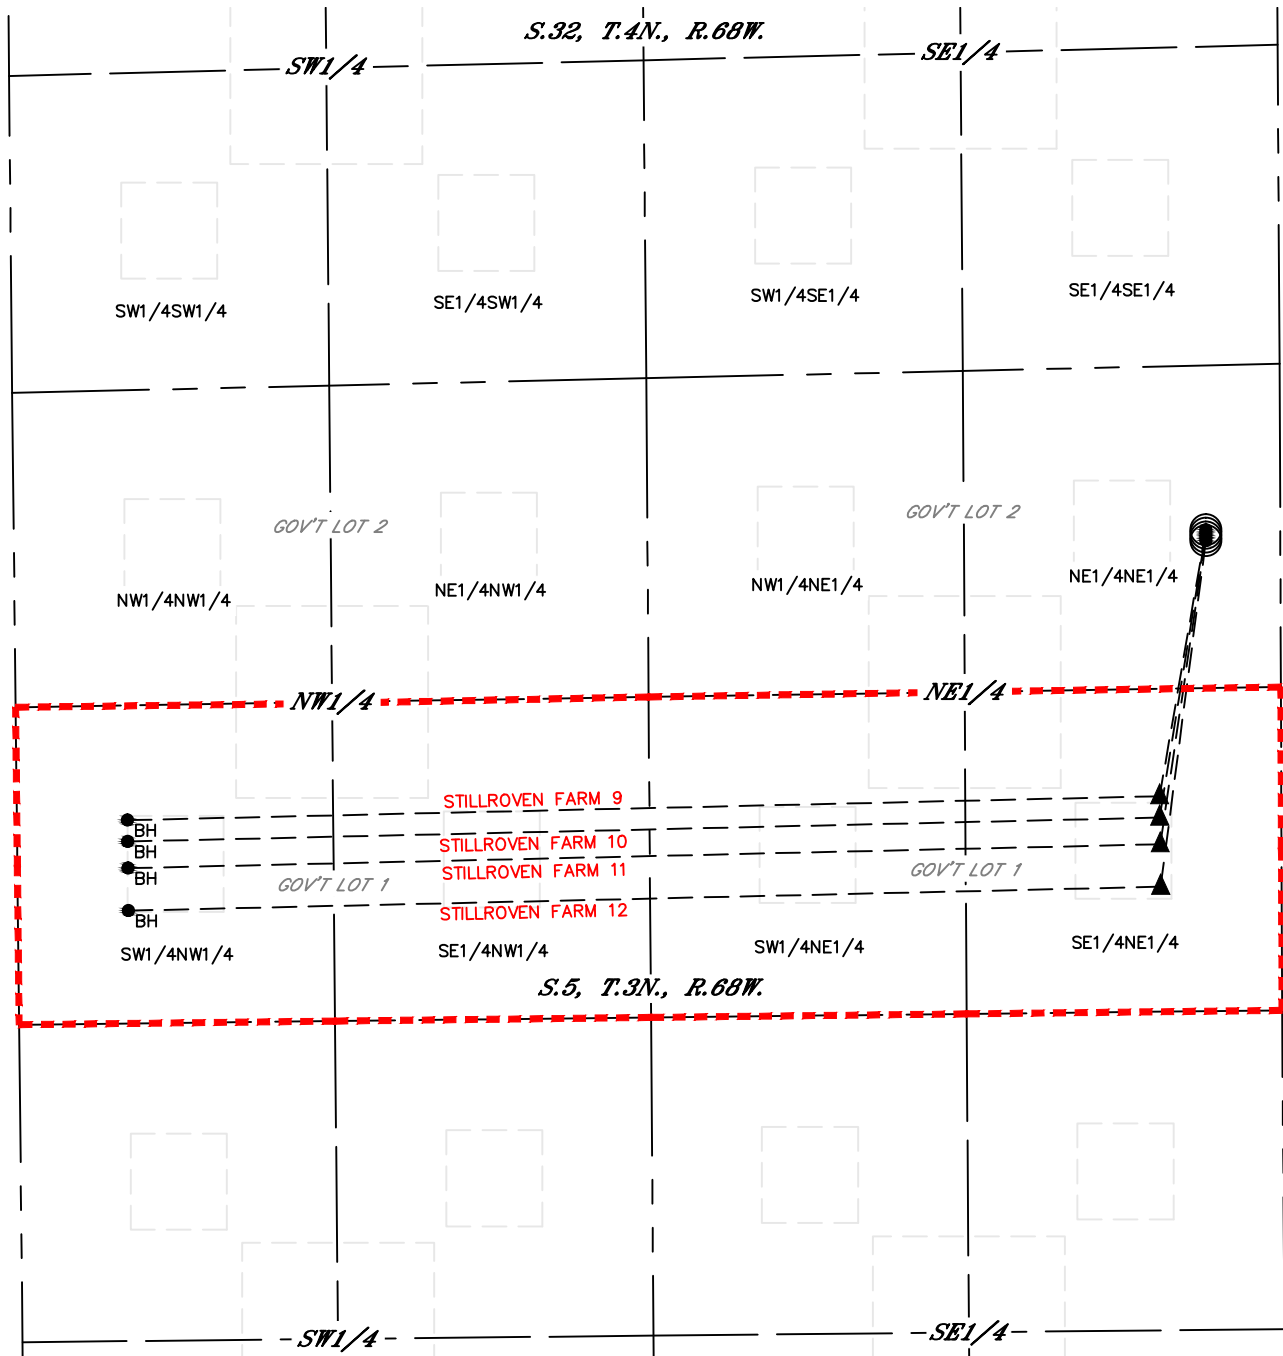 S.32, T.4N., R.68W.
SW1/4
SE1/4
SW1/4SW1/4
SE1/4SW1/4
SW1/4SE1/4
SE1/4SE1/4
GOV'T LOT 2
GOV'T LOT 2
NW1/4NW1/4
NE1/4NW1/4
NW1/4NE1/4
NE1/4NE1/4
NW1/4
NE1/4
STILLROVEN FARM 9
BH
STILLROVEN FARM 10
BH
STILLROVEN FARM 11
BH
GOV'T LOT 1
GOV'T LOT 1
STILLROVEN FARM 12
BH
SW1/4NW1/4
SE1/4NW1/4
SW1/4NE1/4
SE1/4NE1/4
S.5, T.3N., R.68W.
SW1/4
SE1/4